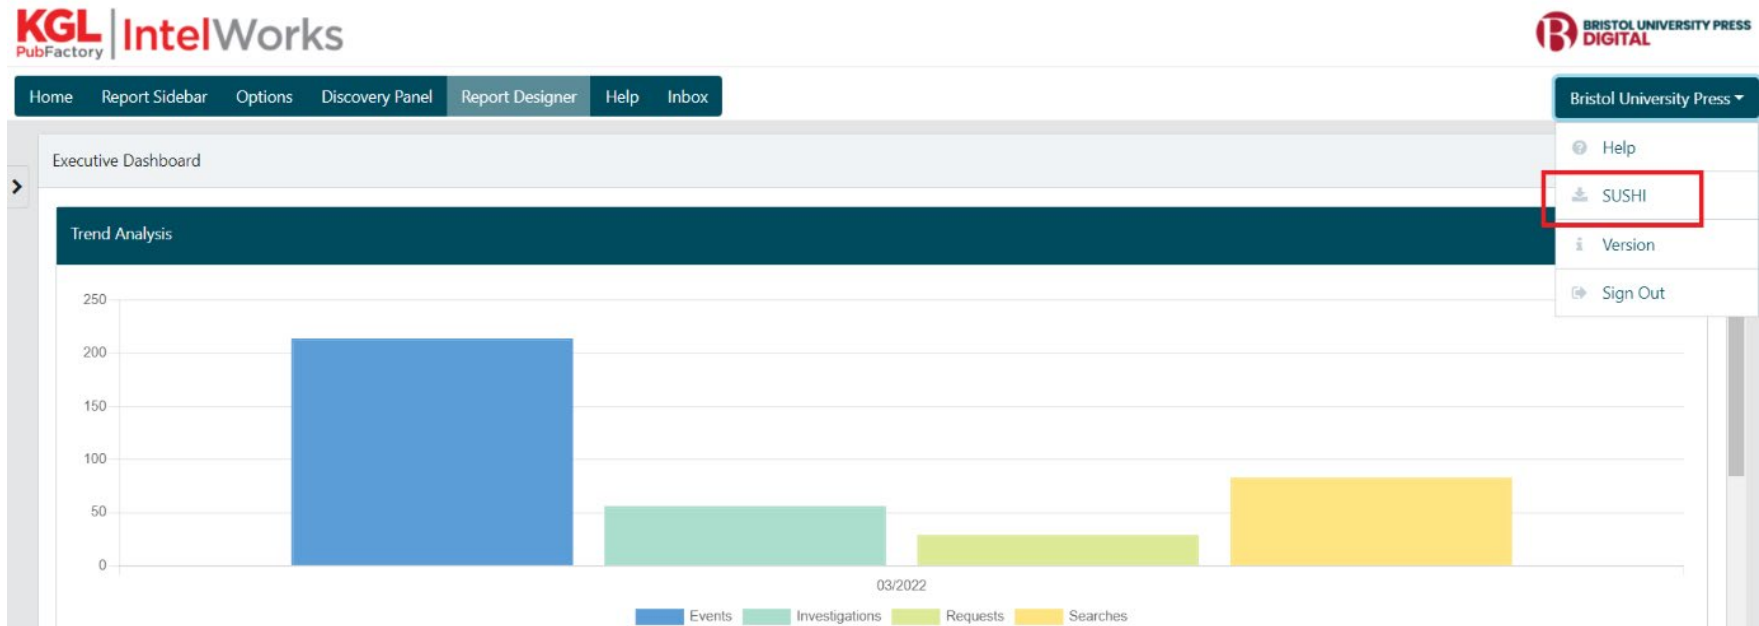 KGL
PubFactory
IntelWorks
BRISTOL UNIVERSITY PRESS
DIGITAL
Home Report Sidebar Options Discovery Panel Report Designer Help Inbox
Bristol University Press
Help
SUSHI
Version
Sign Out
Executive Dashboard
Trend Analysis
250
200
150
100
50
0
03/2022
Events Investigations Requests Searches